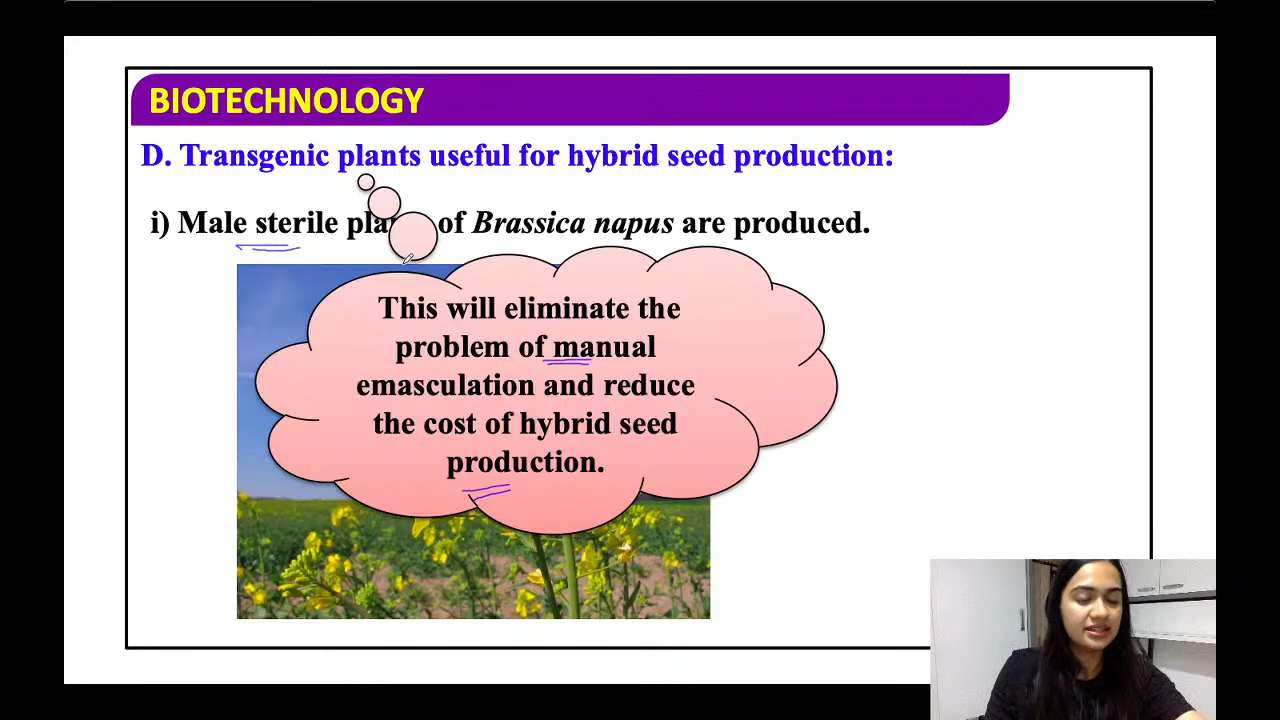 BIOTECHNOLOGY
D. Transgenic plants useful for hybrid seed production:
i) Male sterile pla of Brassica napus are produced.
This will eliminate the
problem of manual
emasculation and reduce
the cost of hybrid seed
production.